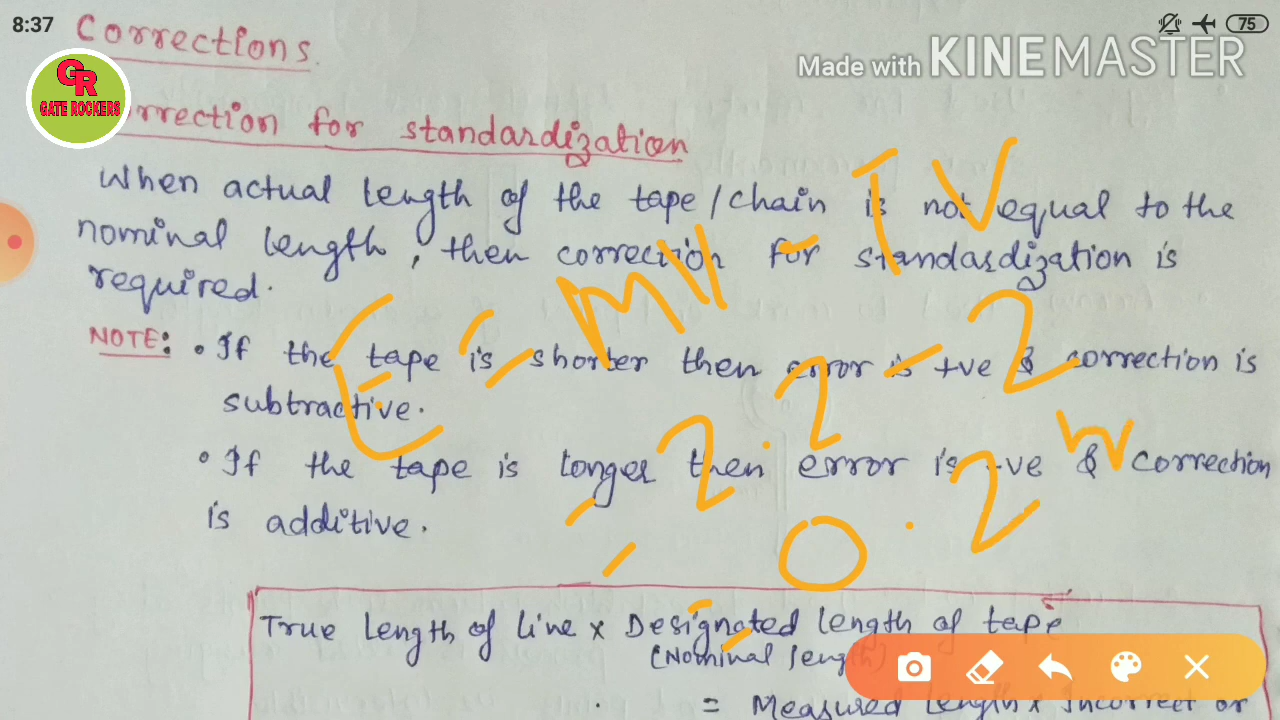 8:37
75
Corrections.
Made with KINEMASTER
GR
GATE ROCKERS
orrection for standardization
When actual length of the tape/chain is not equal to the
nominal length, then correction for standardization is
required.
NOTE: • If the tape is shorter then error is +ve & correction is
subtractive.
• If the tape is longer then error is -ve & correction
is additive.
True length of line x Designated length of tape
(Nominal length)
= Measured length x Incorrect or